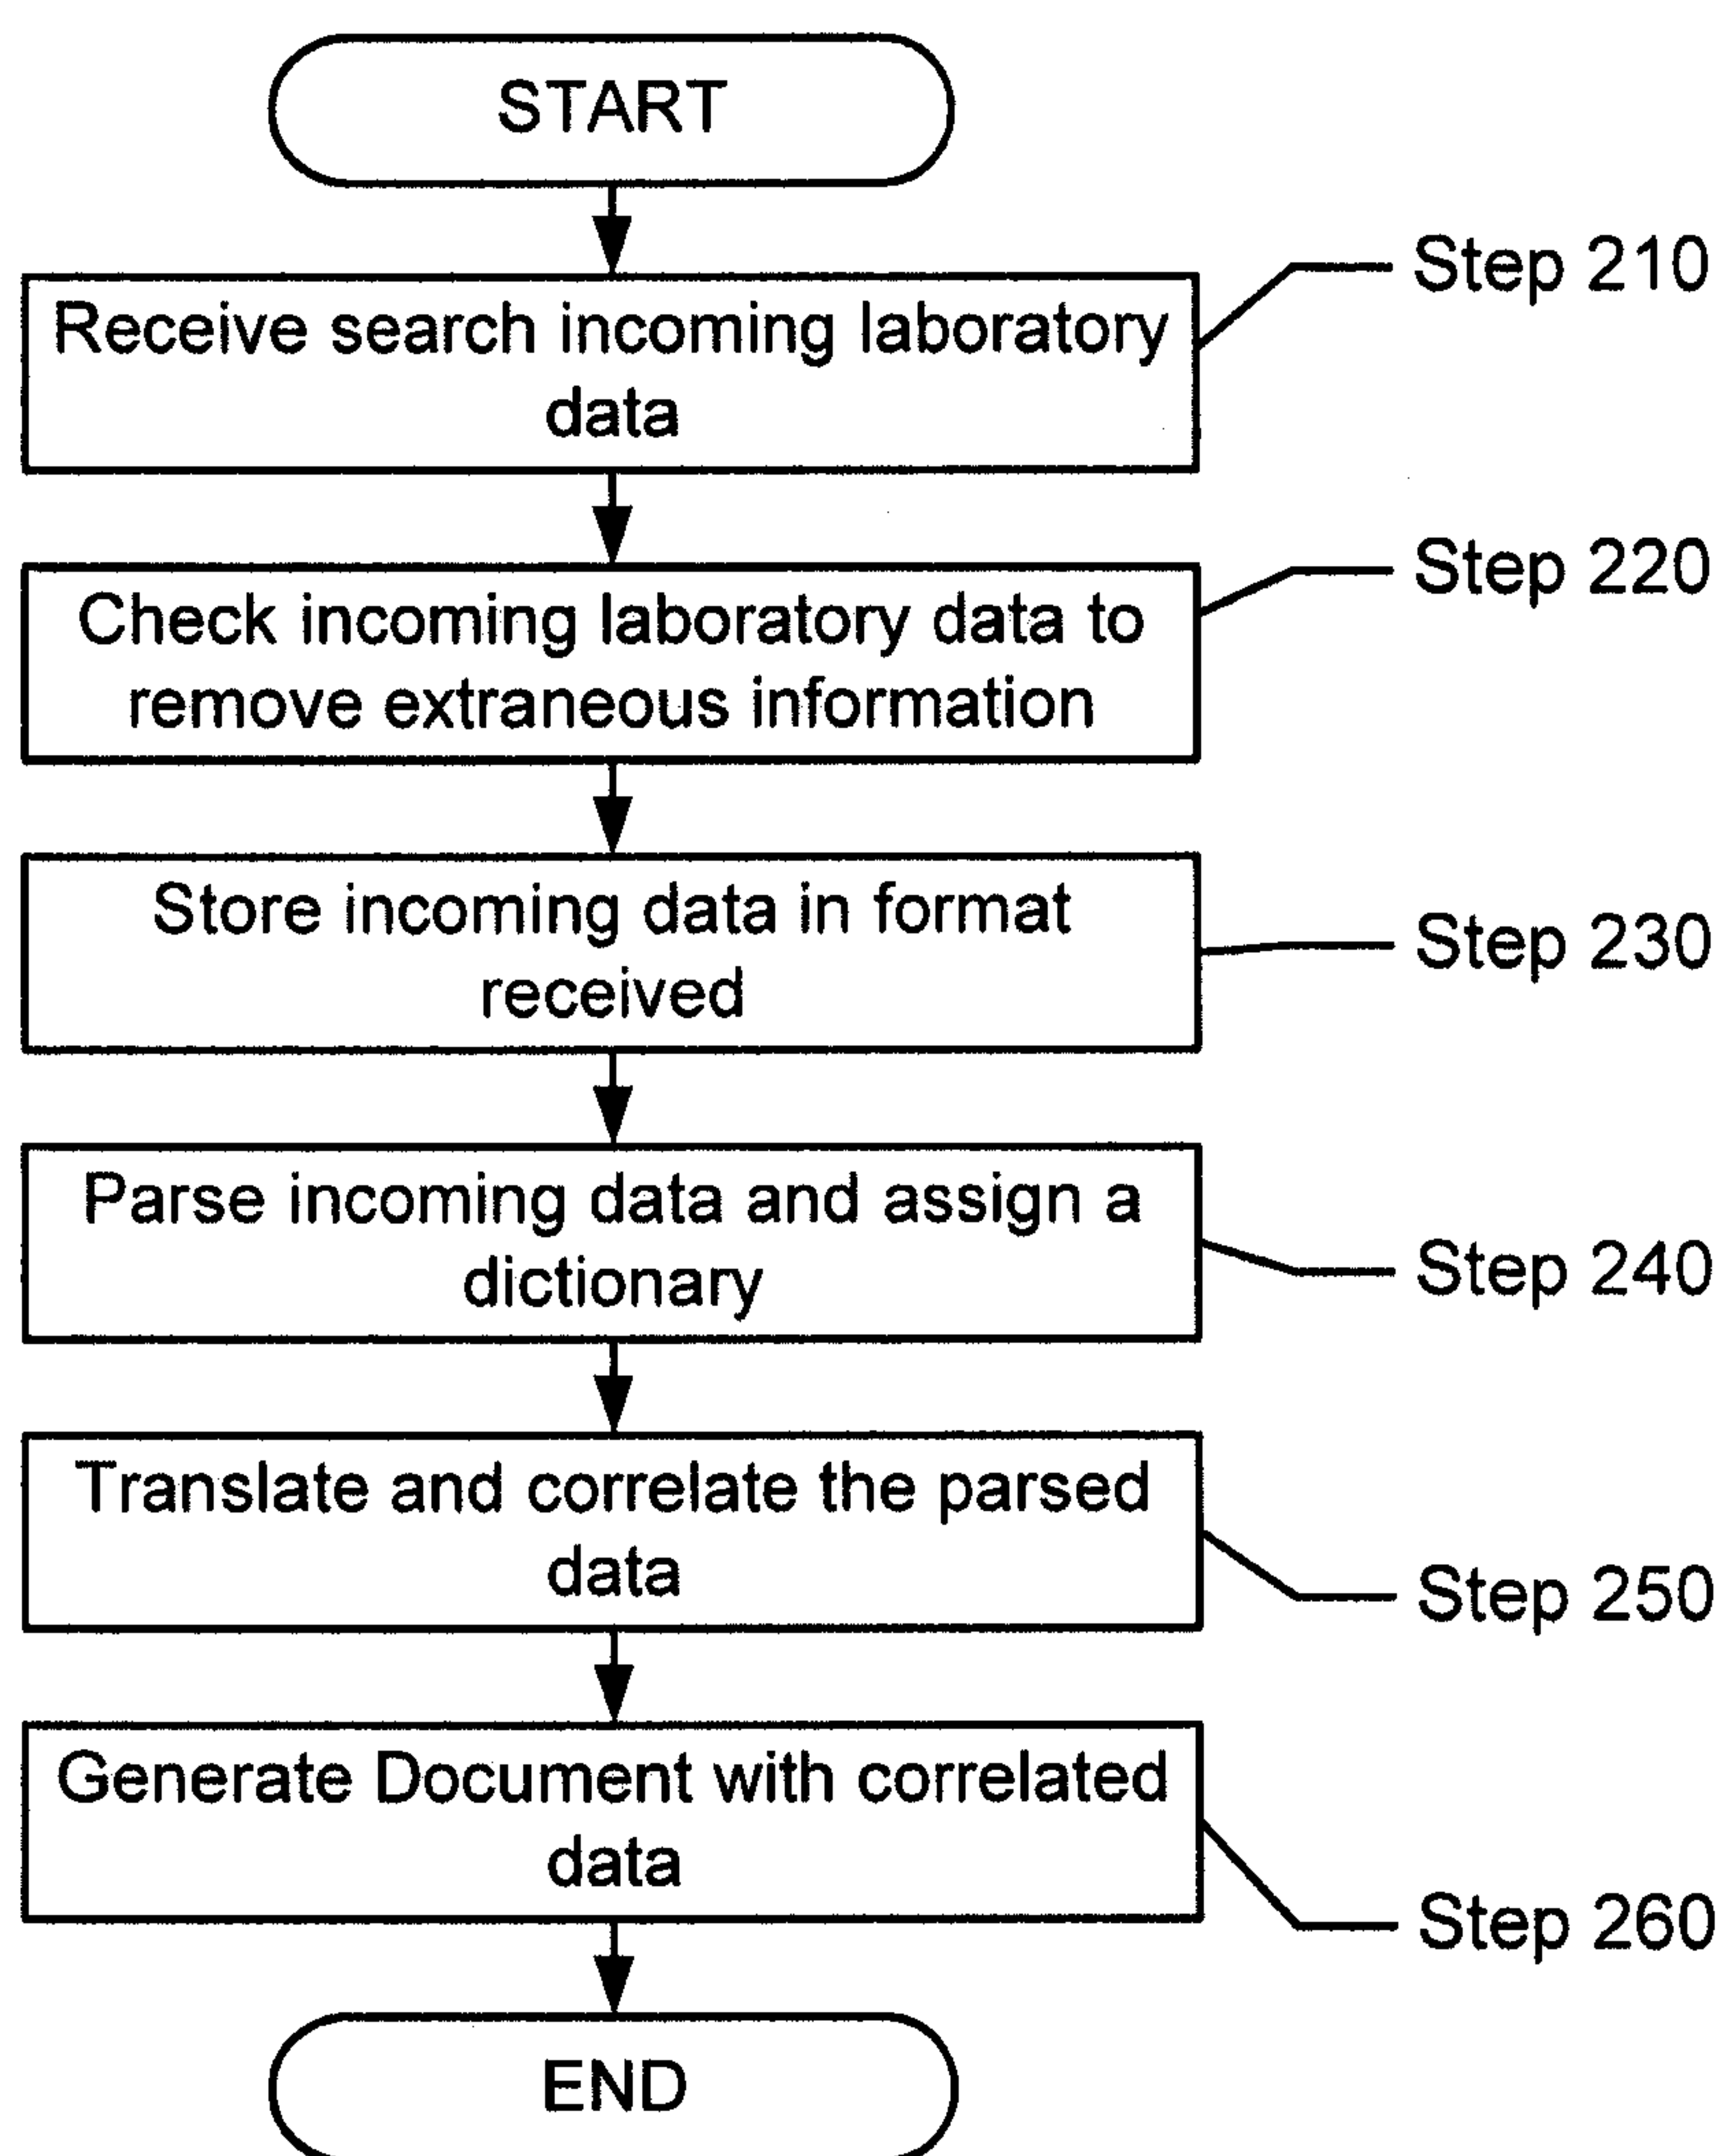 START
Step 210
Receive search incoming laboratory
data
Step 220
Check incoming laboratory data to
remove extraneous information
Store incoming data in format
received
Step 230
Parse incoming data and assign a
dictionary
Step 240
Translate and correlate the parsed
data
Step 250
Generate Document with correlated
data
Step 260
END